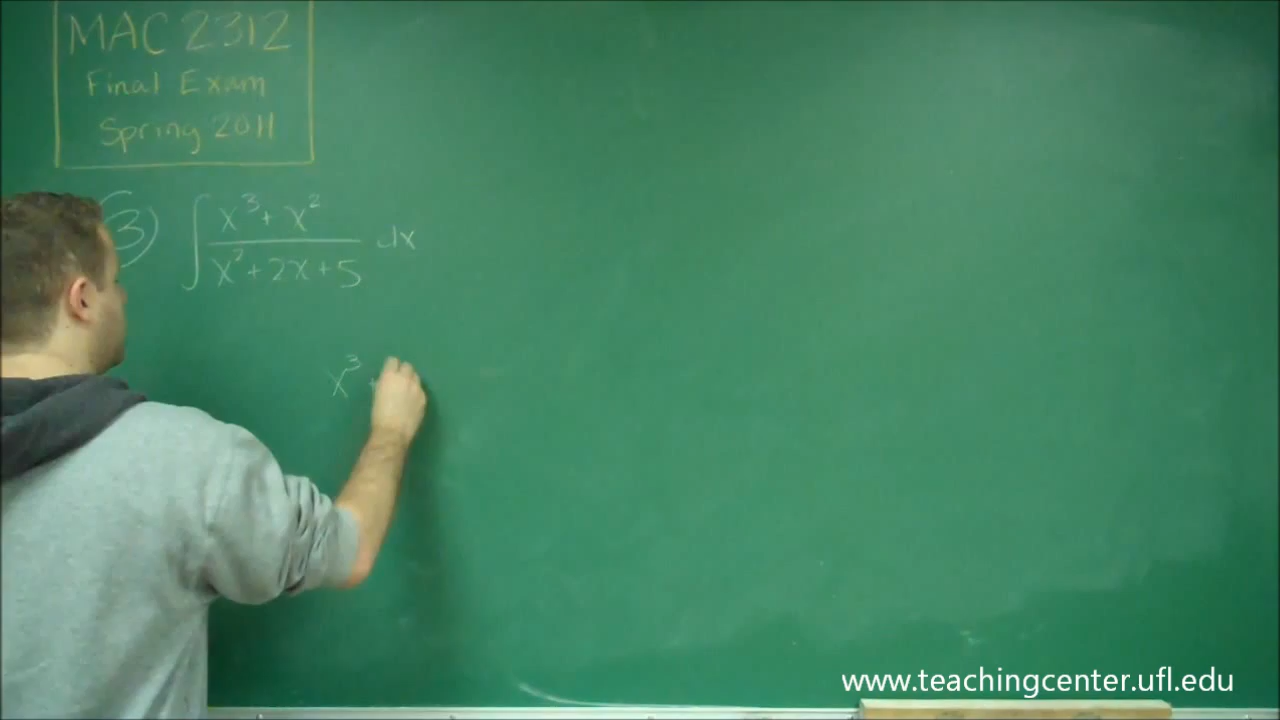 MAC 2312
Final Exam
Spring 2011
3) ∫ (x³ + x²)/(x² + 2x + 5) dx
x³ +
www.teachingcenter.ufl.edu